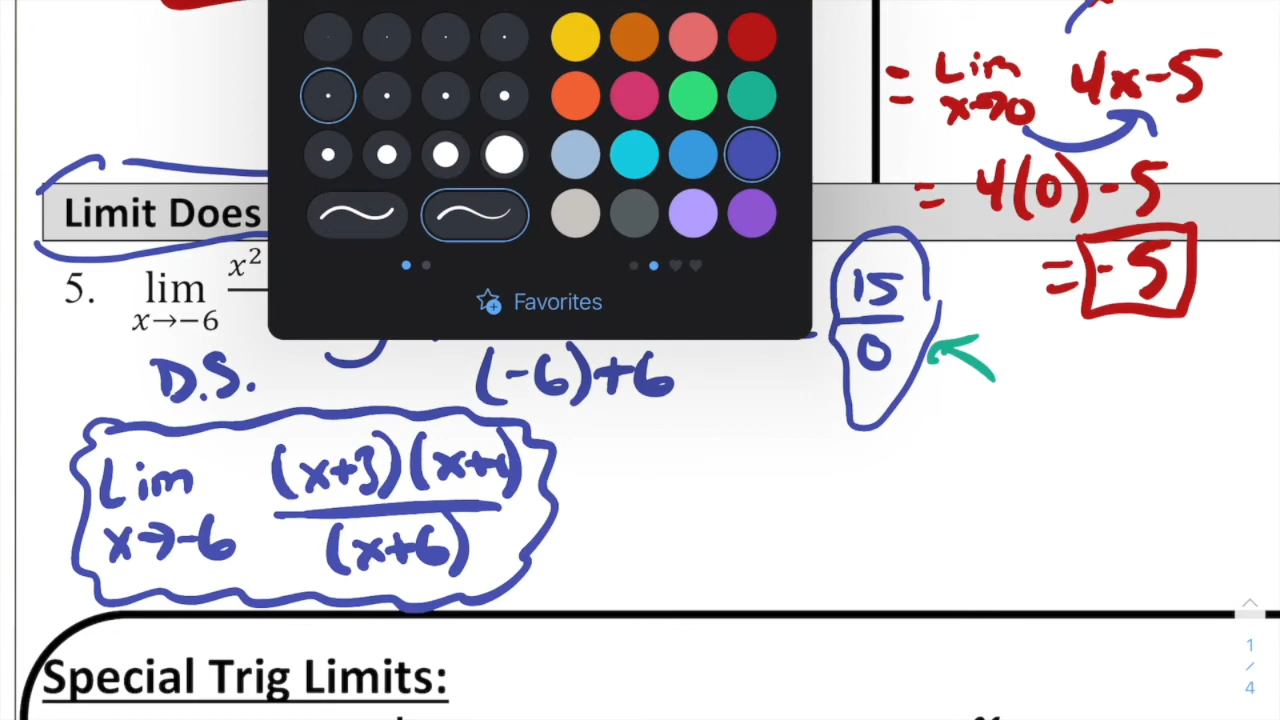 = Lim 4x-5
x→0
= 4(0)-5
= -5
Limit Does
5. lim x²
x→−6
Favorites
15
0
D.S.
(-6)+6
Lim (x+3)(x+
x→-6 (x+6)
Special Trig Limits:
1
/
4